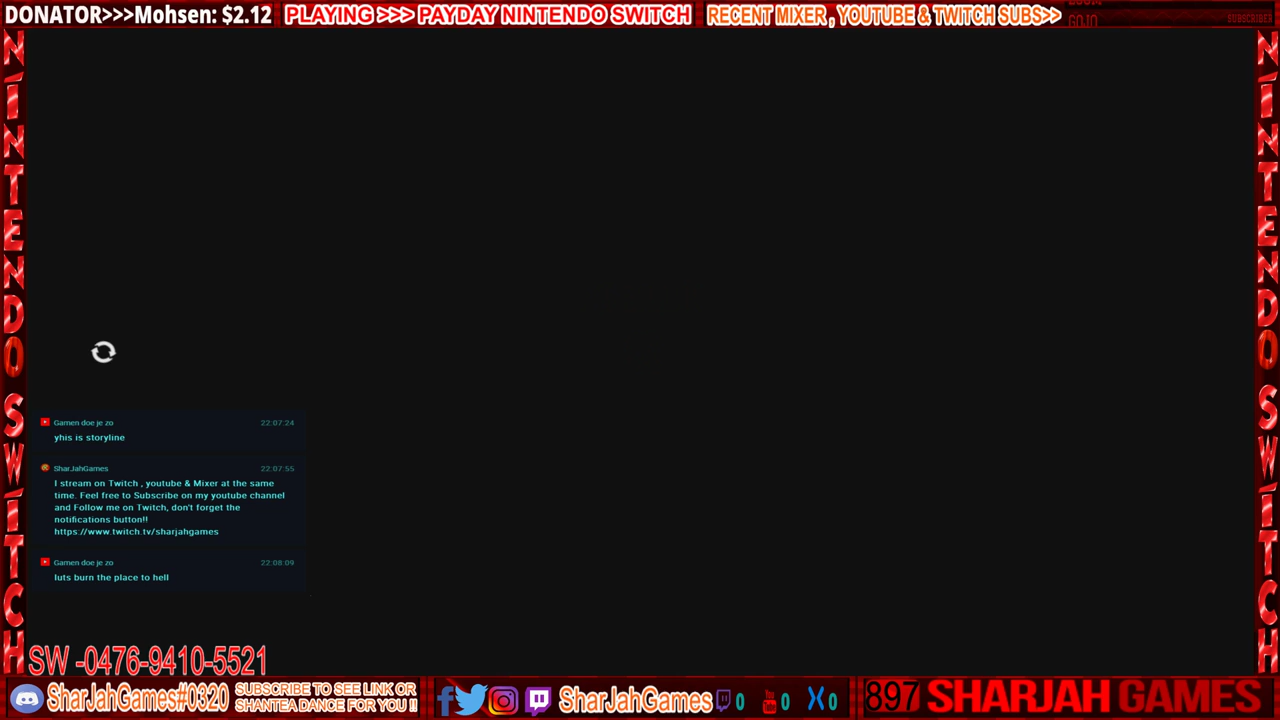 DONATOR>>>Mohsen: $2.12
PLAYING >>> PAYDAY NINTENDO SWITCH
RECENT MIXER , YOUTUBE & TWITCH SUBS>>
GOJO
SUBSCRIBER
NINTENDO SWITCH
NINTENDO SWITCH
Gamen doe je zo 22:07:24
yhis is storyline
SharJahGames 22:07:55
I stream on Twitch , youtube & Mixer at the same
time. Feel free to Subscribe on my youtube channel
and Follow me on Twitch, don't forget the
notifications button!!
https://www.twitch.tv/sharjahgames
Gamen doe je zo 22:08:09
luts burn the place to hell
SW -0476-9410-5521
SharJahGames#0320
SUBSCRIBE TO SEE LINK OR
SHANTEA DANCE FOR YOU !!
SharJahGames
0
0
0
897 SHARJAH GAMES